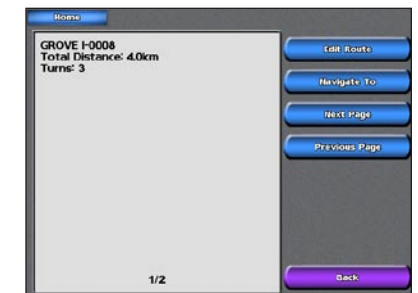 Home
GROVE I-0008
Total Distance: 4.0km
Turns: 3
1/2
Edit Route
Navigate To
Next Page
Previous Page
Back